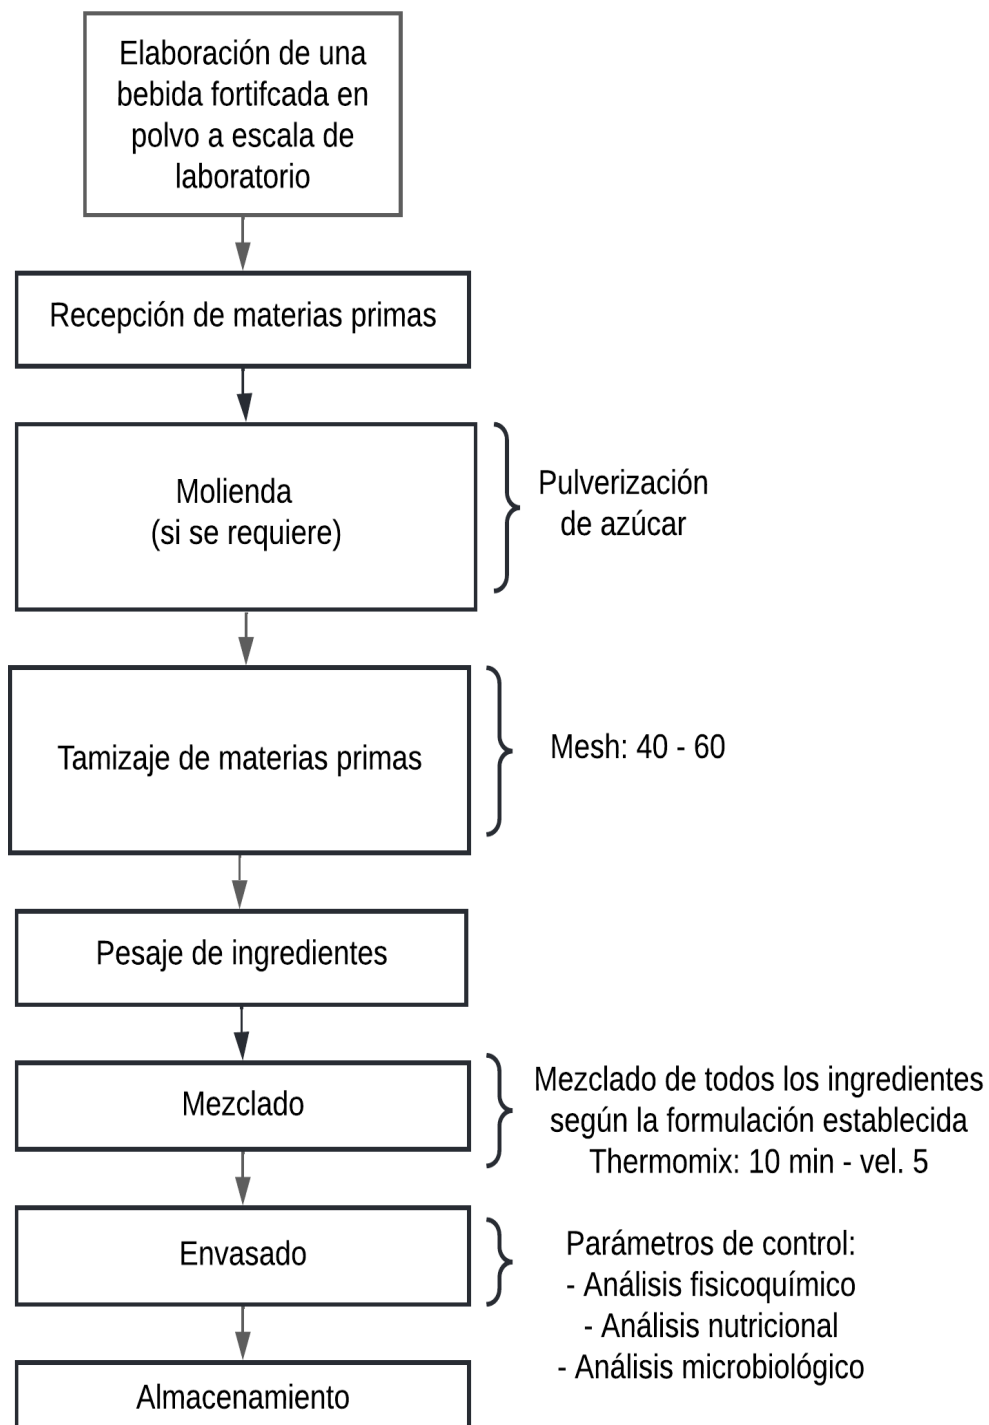 Elaboración de una
bebida fortifcada en
polvo a escala de
laboratorio
Recepción de materias primas
Molienda
(si se requiere)
Pulverización
de azúcar
Tamizaje de materias primas
Mesh: 40 - 60
Pesaje de ingredientes
Mezclado
Mezclado de todos los ingredientes
según la formulación establecida
Thermomix: 10 min - vel. 5
Envasado
Parámetros de control:
- Análisis fisicoquímico
- Análisis nutricional
- Análisis microbiológico
Almacenamiento